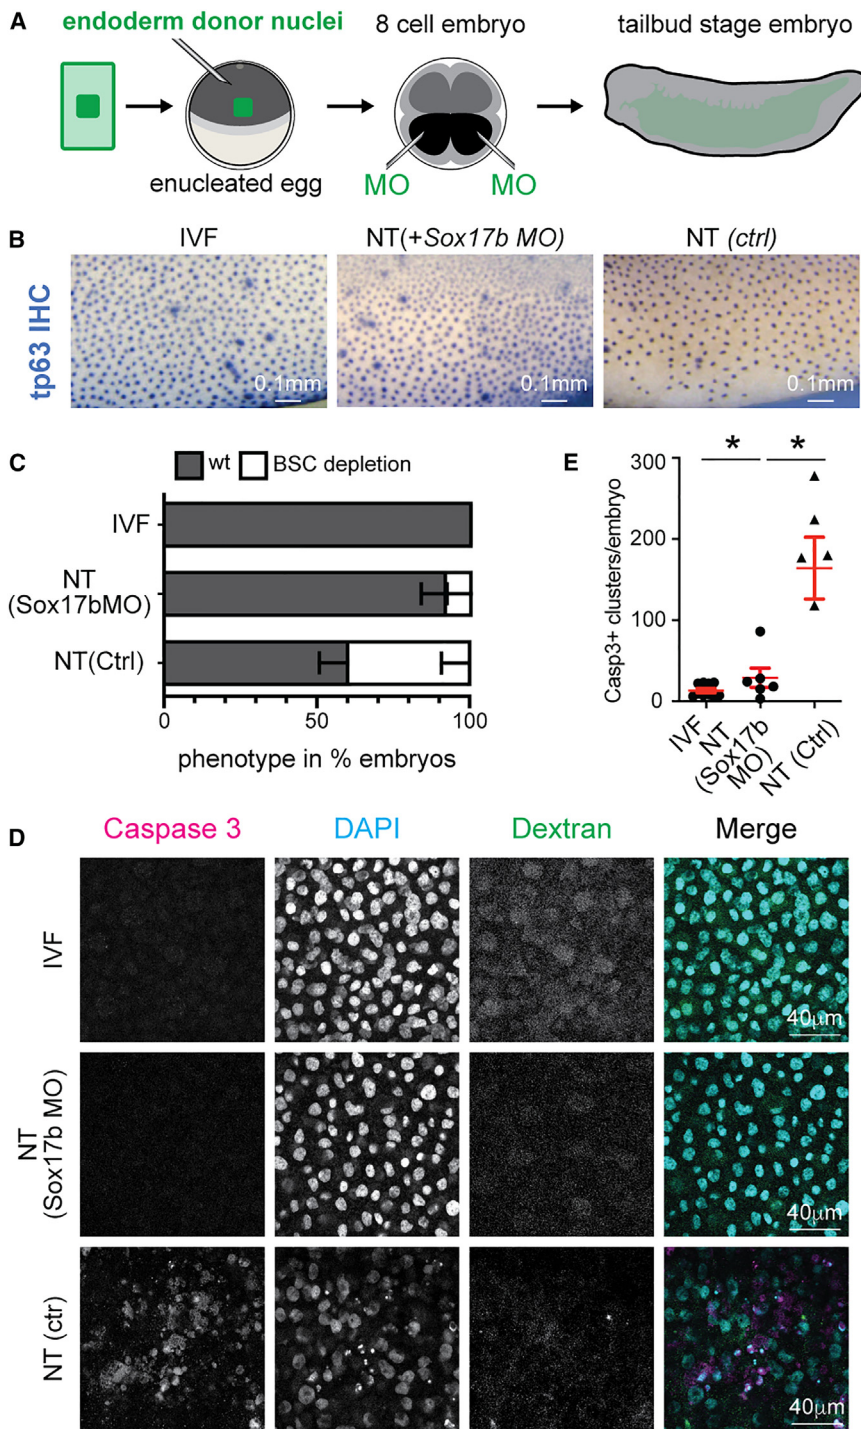 A
endoderm donor nuclei
8 cell embryo
tailbud stage embryo
enucleated egg
MO
MO
B
IVF
NT(+Sox17b MO)
NT (ctrl)
tp63 IHC
0.1mm
0.1mm
0.1mm
C
wt
BSC depletion
IVF
NT
(Sox17bMO)
NT(Ctrl)
0
50
100
phenotype in % embryos
E
*
*
300
200
100
0
Casp3+ clusters/embryo
IVF
NT
(Sox17b
MO)
NT (Ctrl)
D
Caspase 3
DAPI
Dextran
Merge
IVF
40μm
NT
(Sox17b MO)
40μm
NT (ctr)
40μm